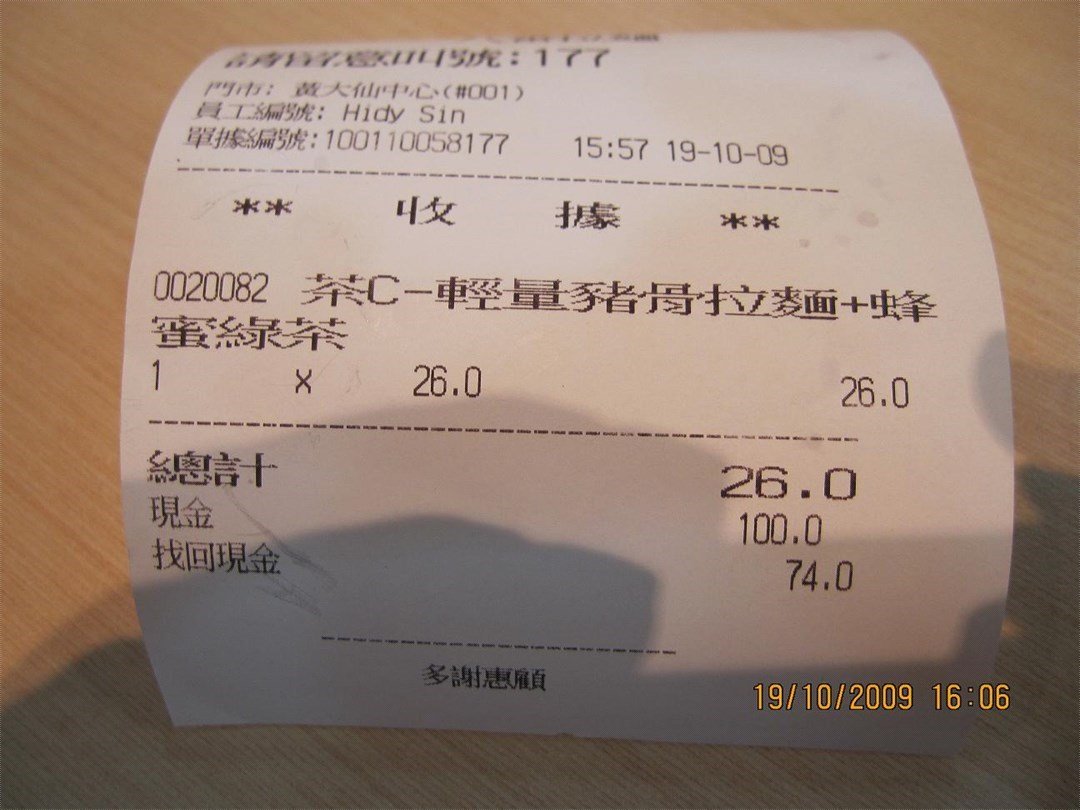 請留意叫號:177
門市: 黃大仙中心(#001)
員工編號: Hidy Sin
單據編號:100110058177 15:57 19-10-09
** 收 據 **
0020082 茶C-輕量豬骨拉麵+蜂
蜜綠茶
1 x 26.0 26.0
總計 26.0
現金 100.0
找回現金 74.0
多謝惠顧
19/10/2009 16:06